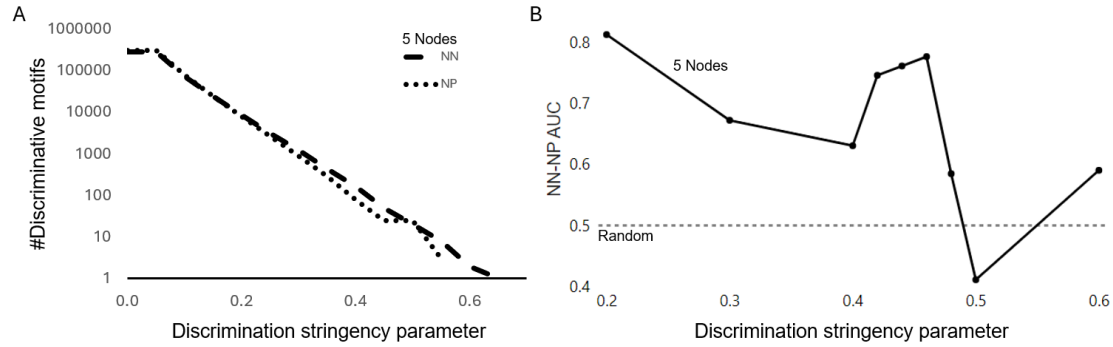 A
#Discriminative motifs
1000000
100000
10000
1000
100
10
1
0.0 0.2 0.4 0.6
Discrimination stringency parameter
5 Nodes
NN
NP
B
NN-NP AUC
0.8
0.7
0.6
0.5
0.4
5 Nodes
Random
0.2 0.3 0.4 0.5 0.6
Discrimination stringency parameter